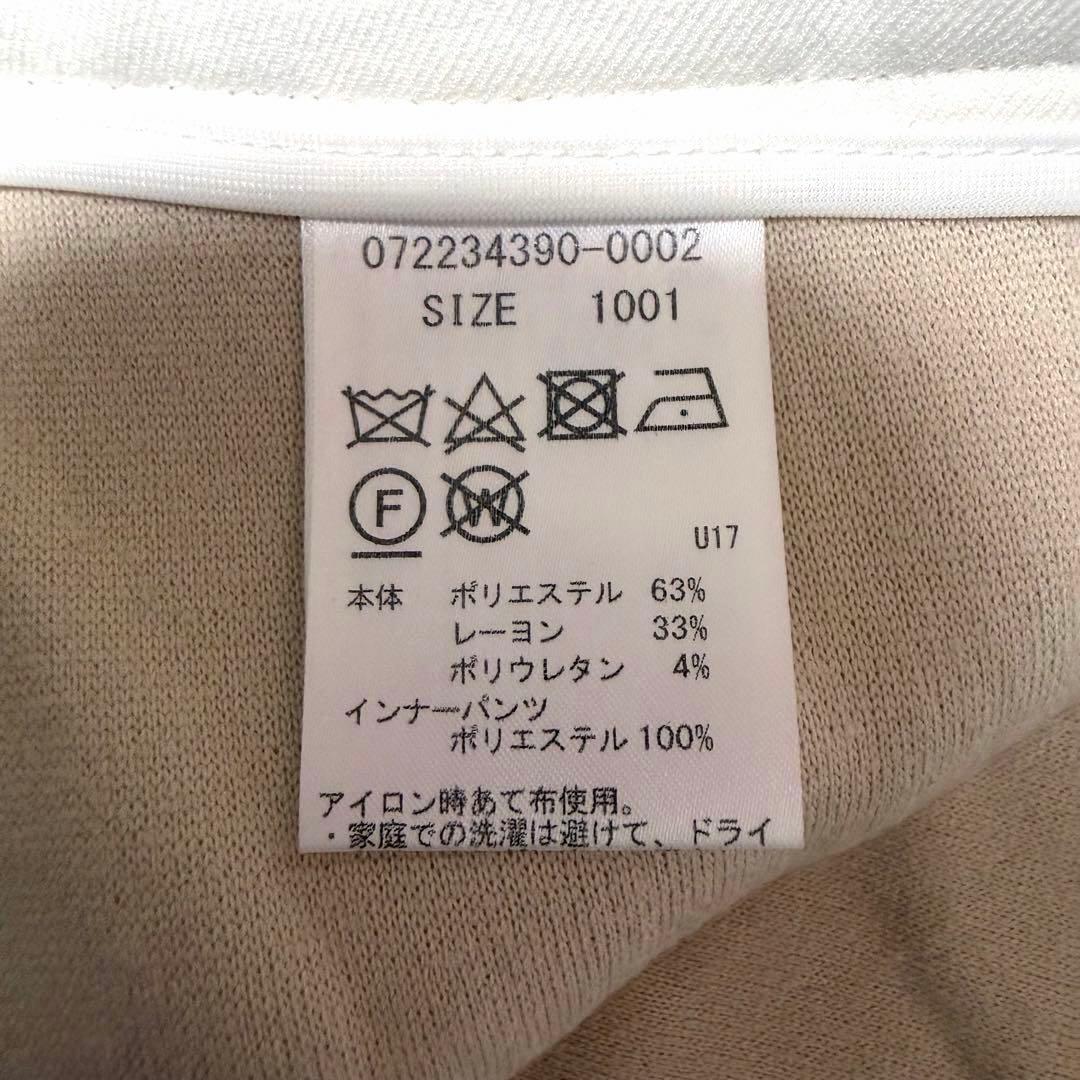 072234390-0002
SIZE 1001
F W
U17
本体 ポリエステル 63%
レーヨン 33%
ポリウレタン 4%
インナーパンツ
ポリエステル 100%
アイロン時あて布使用。
・家庭での洗濯は避けて、ドライ